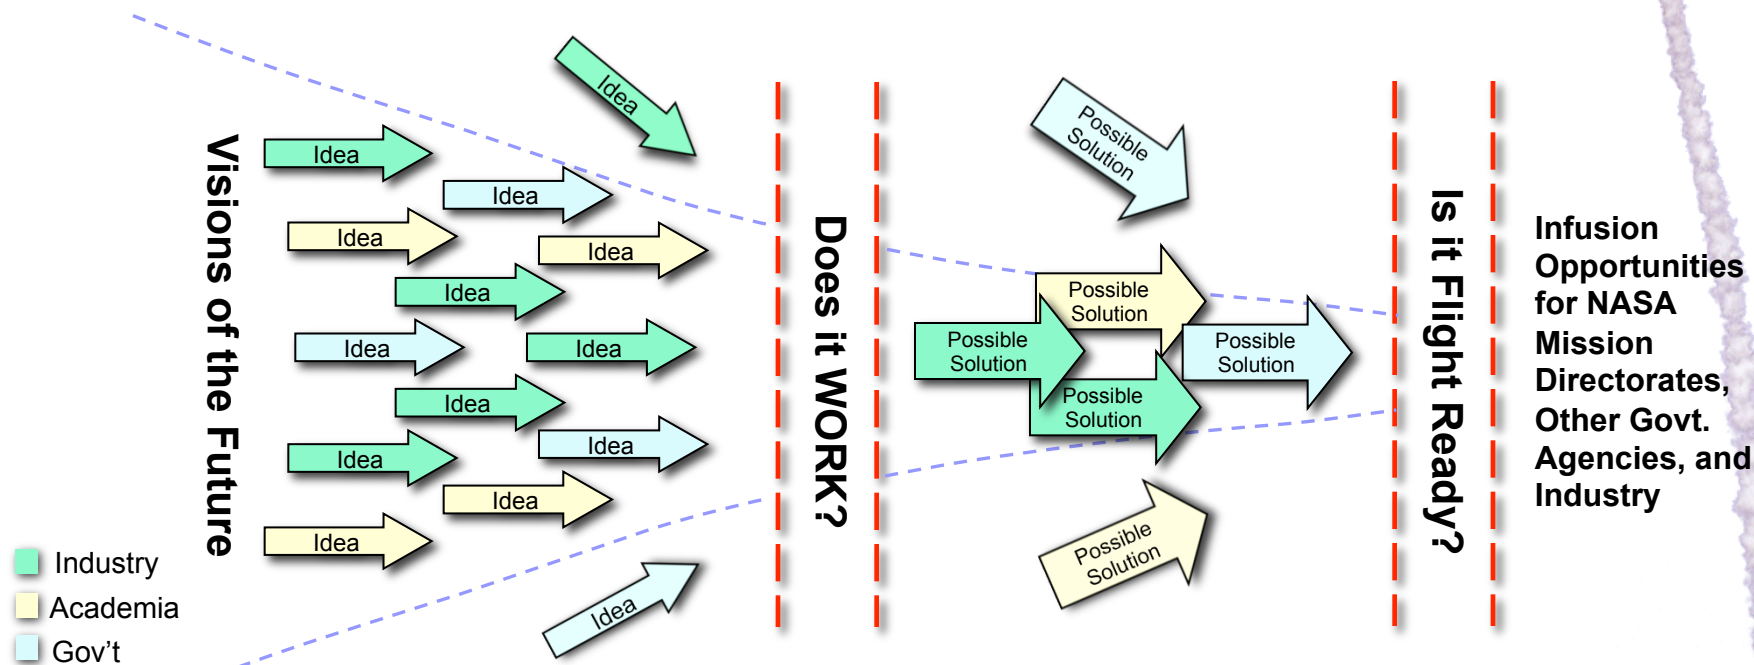 Visions of the Future
Idea
Idea
Idea
Idea
Idea
Idea
Idea
Idea
Idea
Idea
Idea
Idea
Idea
Idea
Industry
Academia
Gov't
Does it WORK?
Possible
Solution
Possible
Solution
Possible
Solution
Possible
Solution
Possible
Solution
Possible
Solution
Is it Flight Ready?
Infusion
Opportunities
for NASA
Mission
Directorates,
Other Govt.
Agencies, and
Industry